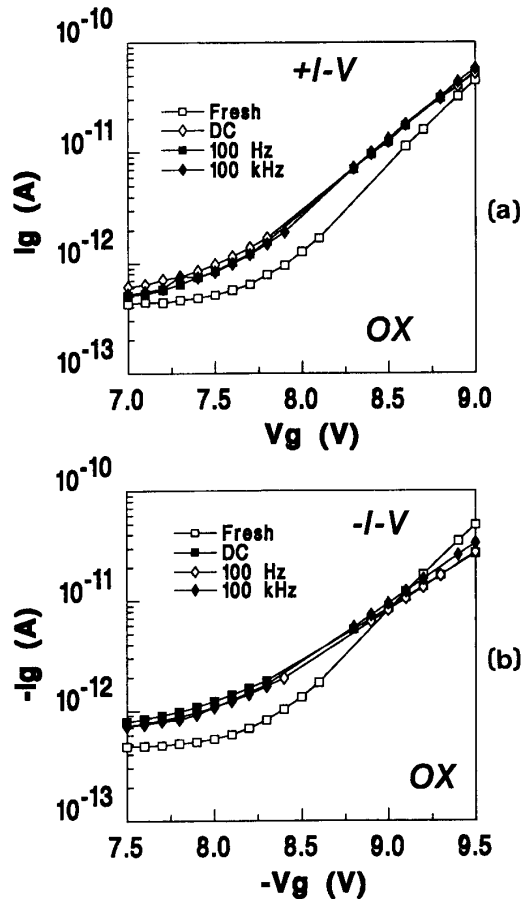 10⁻¹⁰
10⁻¹¹
10⁻¹²
10⁻¹³
Ig (A)
+I-V
Fresh
DC
100 Hz
100 kHz
OX
(a)
7.0 7.5 8.0 8.5 9.0
Vg (V)
10⁻¹⁰
10⁻¹¹
10⁻¹²
10⁻¹³
-Ig (A)
-I-V
Fresh
DC
100 Hz
100 kHz
OX
(b)
7.5 8.0 8.5 9.0 9.5
-Vg (V)